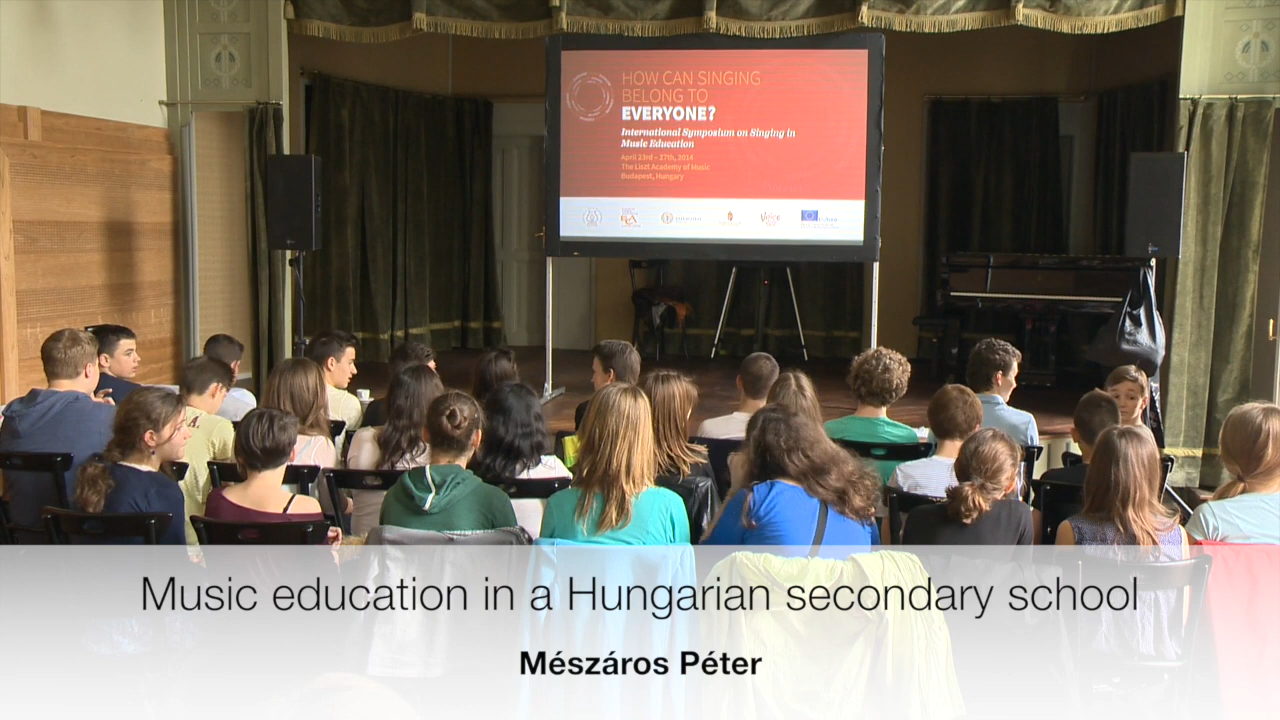 HOW CAN SINGING
BELONG TO
EVERYONE?
International Symposium on Singing in
Music Education
April 23rd – 27th, 2014
The Liszt Academy of Music
Budapest, Hungary
Music education in a Hungarian secondary school
Mészáros Péter